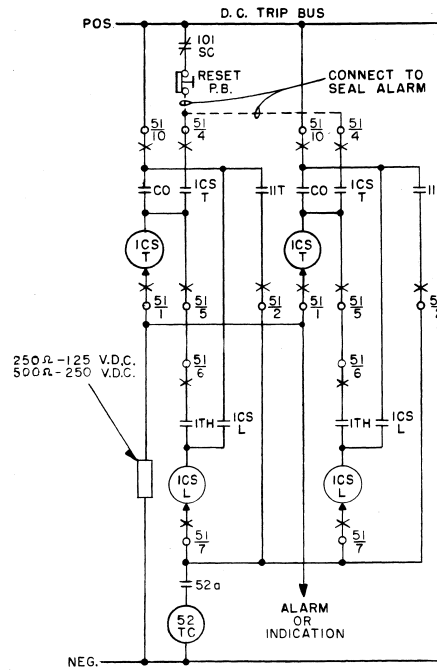 D.C. TRIP BUS
POS.
101
SC
RESET
P.B.
CONNECT TO
SEAL ALARM
51/10
51/4
51/10
51/4
CO
ICS
T
IIT
CO
ICS
T
II
ICS
T
ICS
T
51/1
51/5
51/2
51/1
51/5
250Ω-125 V.D.C.
500Ω-250 V.D.C.
51/6
51/6
ITH
ICS
L
ITH
ICS
L
ICS
L
ICS
L
51/7
51/7
52a
52
TC
ALARM
OR
INDICATION
NEG.